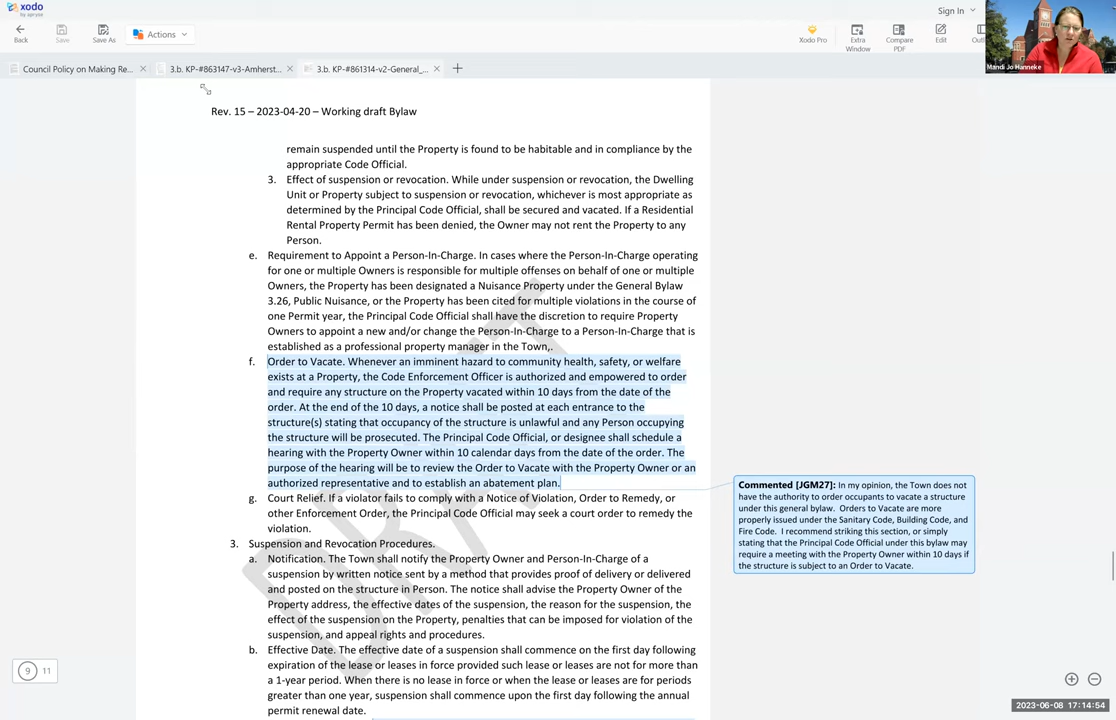 xodo
by apryse
Sign In
Back
Save
Save As
Actions
Xodo Pro
Extra
Window
Compare
PDF
Edit
Mandi Jo Hanneke
Council Policy on Making Re...
3.b. KP-#863147-v3-Amherst...
3.b. KP-#861314-v2-General_...
Rev. 15 – 2023-04-20 – Working draft Bylaw
remain suspended until the Property is found to be habitable and in compliance by the
appropriate Code Official.
3. Effect of suspension or revocation. While under suspension or revocation, the Dwelling
Unit or Property subject to suspension or revocation, whichever is most appropriate as
determined by the Principal Code Official, shall be secured and vacated. If a Residential
Rental Property Permit has been denied, the Owner may not rent the Property to any
Person.
e. Requirement to Appoint a Person-In-Charge. In cases where the Person-In-Charge operating
for one or multiple Owners is responsible for multiple offenses on behalf of one or multiple
Owners, the Property has been designated a Nuisance Property under the General Bylaw
3.26, Public Nuisance, or the Property has been cited for multiple violations in the course of
one Permit year, the Principal Code Official shall have the discretion to require Property
Owners to appoint a new and/or change the Person-In-Charge to a Person-In-Charge that is
established as a professional property manager in the Town,.
f. Order to Vacate. Whenever an imminent hazard to community health, safety, or welfare
exists at a Property, the Code Enforcement Officer is authorized and empowered to order
and require any structure on the Property vacated within 10 days from the date of the
order. At the end of the 10 days, a notice shall be posted at each entrance to the
structure(s) stating that occupancy of the structure is unlawful and any Person occupying
the structure will be prosecuted. The Principal Code Official, or designee shall schedule a
hearing with the Property Owner within 10 calendar days from the date of the order. The
purpose of the hearing will be to review the Order to Vacate with the Property Owner or an
authorized representative and to establish an abatement plan.
g. Court Relief. If a violator fails to comply with a Notice of Violation, Order to Remedy, or
other Enforcement Order, the Principal Code Official may seek a court order to remedy the
violation.
3. Suspension and Revocation Procedures.
a. Notification. The Town shall notify the Property Owner and Person-In-Charge of a
suspension by written notice sent by a method that provides proof of delivery or delivered
and posted on the structure in Person. The notice shall advise the Property Owner of the
Property address, the effective dates of the suspension, the reason for the suspension, the
effect of the suspension on the Property, penalties that can be imposed for violation of the
suspension, and appeal rights and procedures.
b. Effective Date. The effective date of a suspension shall commence on the first day following
expiration of the lease or leases in force provided such lease or leases are not for more than
a 1-year period. When there is no lease in force or when the lease or leases are for periods
greater than one year, suspension shall commence upon the first day following the annual
permit renewal date.
DRAFT
Commented [JGM27]: In my opinion, the Town does not
have the authority to order occupants to vacate a structure
under this general bylaw. Orders to Vacate are more
properly issued under the Sanitary Code, Building Code, and
Fire Code. I recommend striking this section, or simply
stating that the Principal Code Official under this bylaw may
require a meeting with the Property Owner within 10 days if
the structure is subject to an Order to Vacate.
9 11
2023-06-08 17:14:54